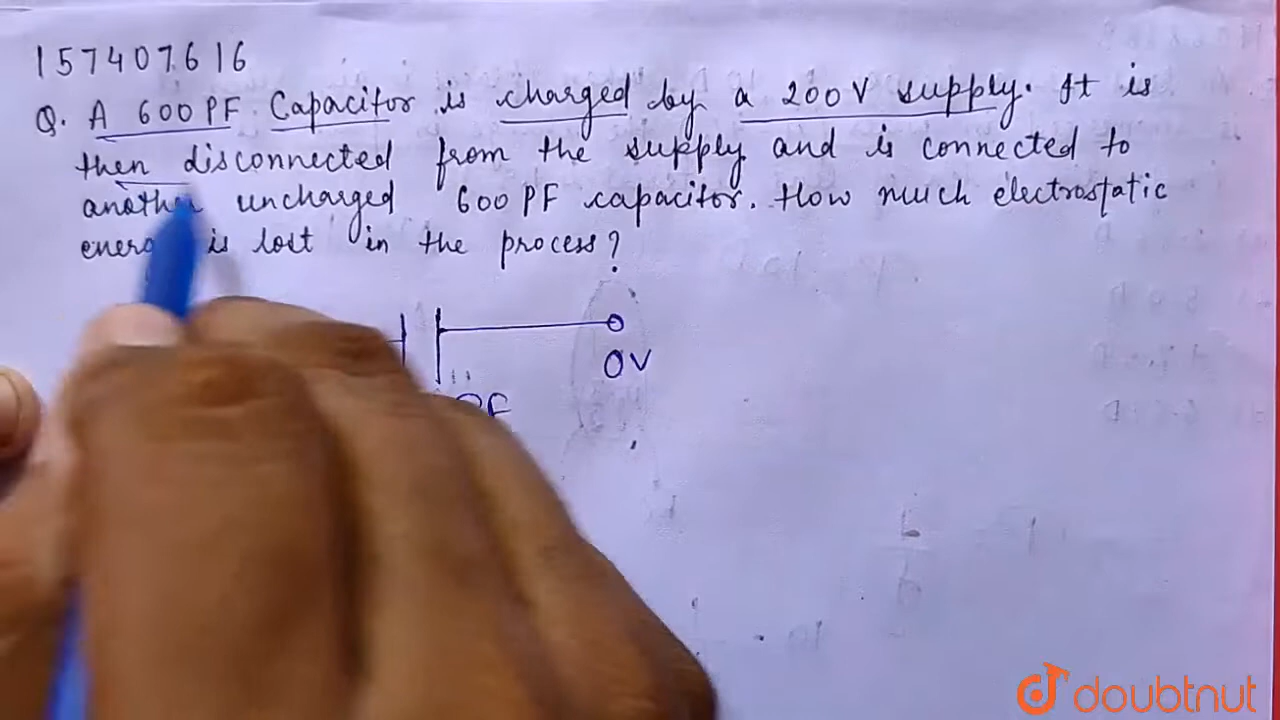 157407616
Q. A 600 PF Capacitor is charged by a 200 V supply. It is
then disconnected from the supply and is connected to
another uncharged 600 PF capacitor. How much electrostatic
is lost in the process?
0V
doubtnut